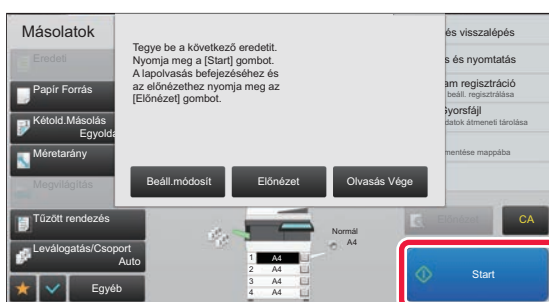 Másolatok
Eredeti
Papír Forrás
Kétold.Másolás
Egyolda
Méretarány
Megvilágítás
Tűzött rendezés
Leválogatás/Csoport
Auto
Egyéb
Tegye be a következő eredetit.
Nyomja meg a [Start] gombot.
A lapolvasás befejezéséhez és
az előnézethez nyomja meg az
[Előnézet] gombot.
Beáll.módosít
Előnézet
Olvasás Vége
Normál
A4
1 A4
2 A4
3 A4
4 A4
és visszalépés
s és nyomtatás
am regisztráció
beáll. regisztrálása
yorsfájl
datok átmeneti tárolása
mentése mappába
Előnézet
CA
Start